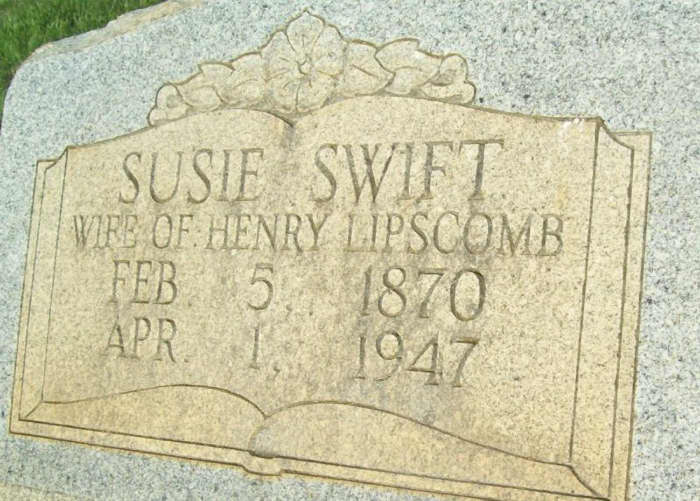 SUSIE SWIFT
WIFE OF HENRY LIPSCOMB
FEB. 5, 1870
APR. 1, 1947